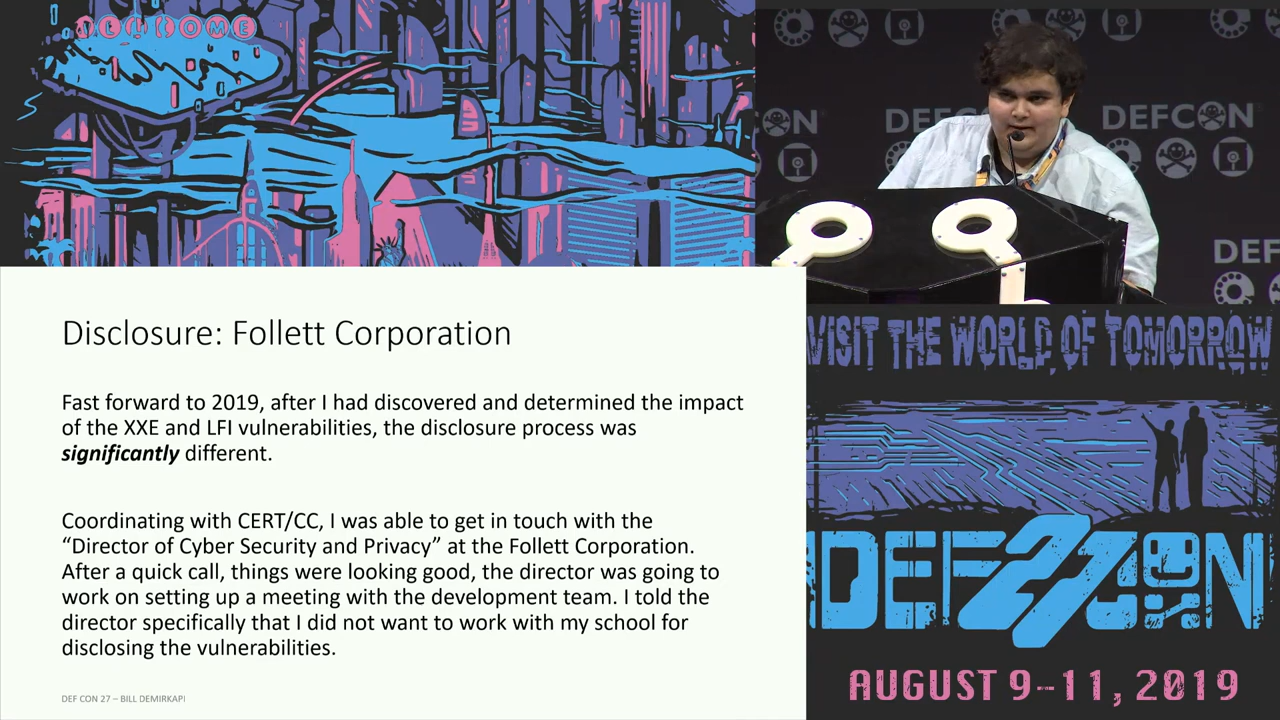 WELCOME
DEFCON
DEFCON
DEFCON
Disclosure: Follett Corporation
Fast forward to 2019, after I had discovered and determined the impact
of the XXE and LFI vulnerabilities, the disclosure process was
significantly different.
Coordinating with CERT/CC, I was able to get in touch with the
“Director of Cyber Security and Privacy” at the Follett Corporation.
After a quick call, things were looking good, the director was going to
work on setting up a meeting with the development team. I told the
director specifically that I did not want to work with my school for
disclosing the vulnerabilities.
DEF CON 27 – BILL DEMIRKAPI
VISIT THE WORLD OF TOMORROW
DEF27CON
AUGUST 9-11, 2019